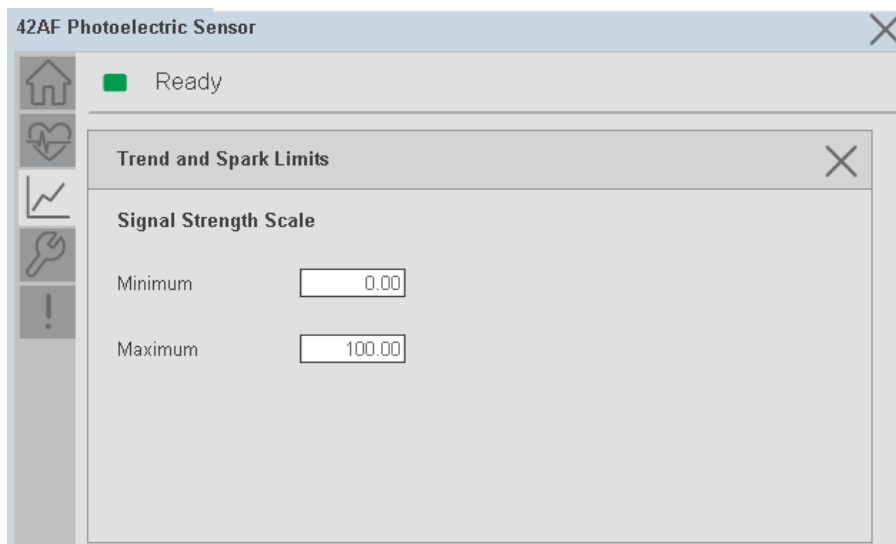 42AF Photoelectric Sensor
Ready
Trend and Spark Limits
Signal Strength Scale
Minimum 0.00
Maximum 100.00